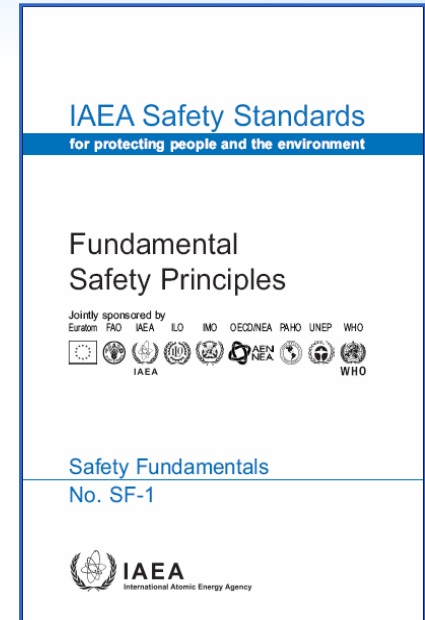 IAEA Safety Standards
for protecting people and the environment
Fundamental
Safety Principles
Jointly sponsored by
Euratom FAO IAEA ILO IMO OECD/NEA PAHO UNEP WHO
AEN
NEA
IAEA
WHO
Safety Fundamentals
No. SF-1
IAEA
International Atomic Energy Agency